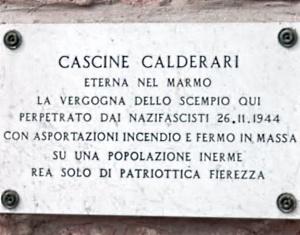 CASCINE CALDERARI
ETERNA NEL MARMO
LA VERGOGNA DELLO SCEMPIO QUI
PERPETRATO DAI NAZIFASCISTI 26.11.1944
CON ASPORTAZIONI INCENDIO E FERMO IN MASSA
SU UNA POPOLAZIONE INERME
REA SOLO DI PATRIOTTICA FIEREZZA